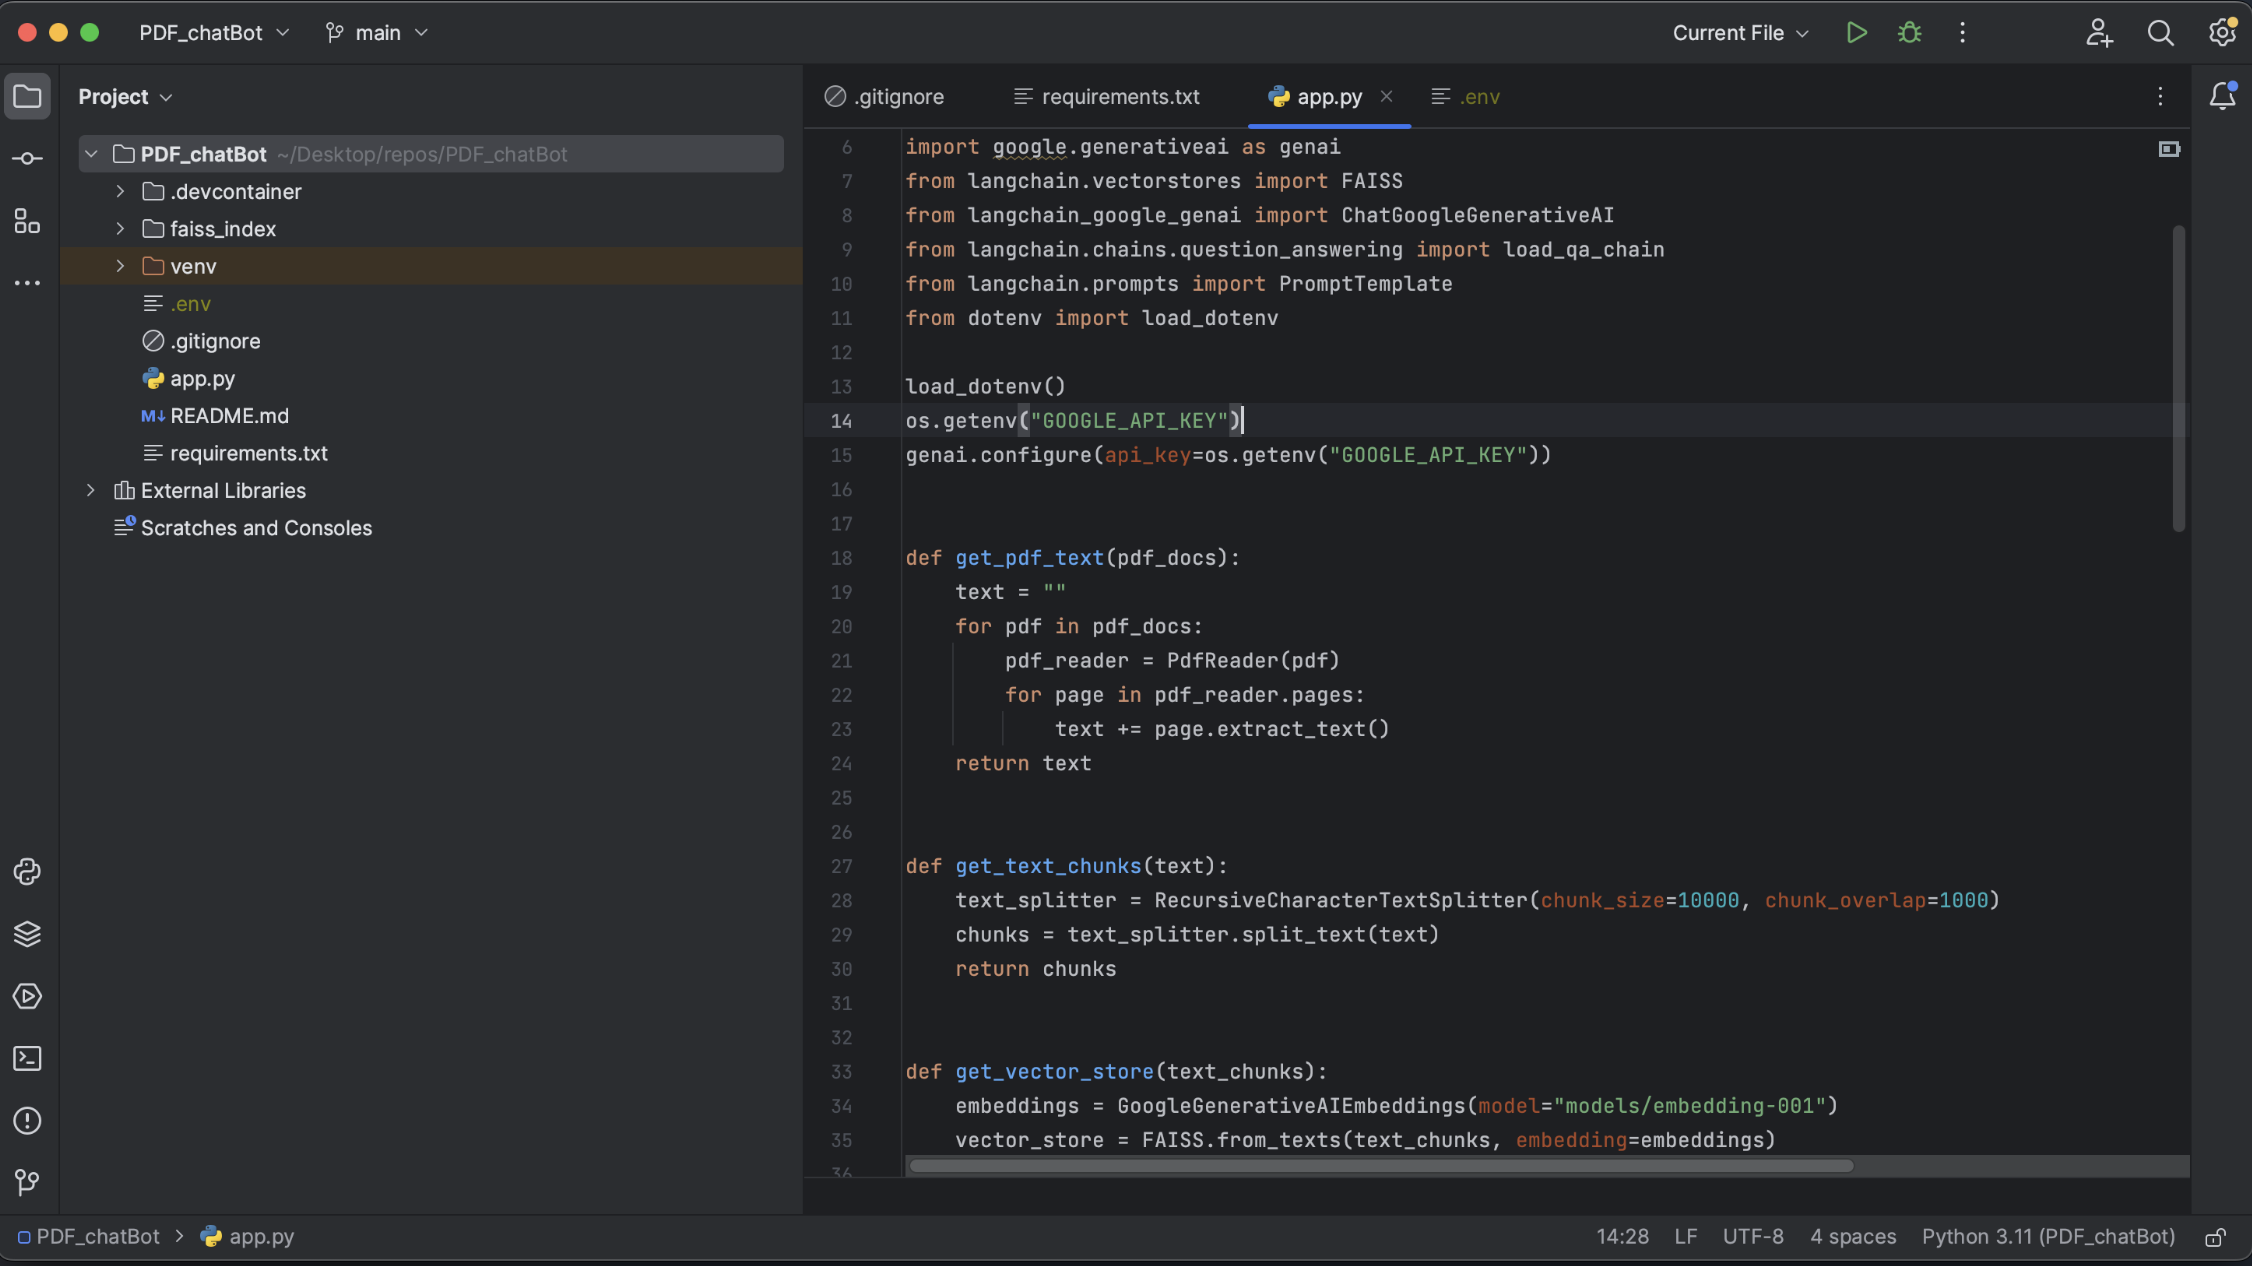 PDF_chatBot
main
Current File
Project
PDF_chatBot ~/Desktop/repos/PDF_chatBot
.devcontainer
faiss_index
venv
.env
.gitignore
app.py
M↓ README.md
requirements.txt
External Libraries
Scratches and Consoles
.gitignore
requirements.txt
app.py
.env
6 import google.generativeai as genai
7 from langchain.vectorstores import FAISS
8 from langchain_google_genai import ChatGoogleGenerativeAI
9 from langchain.chains.question_answering import load_qa_chain
10 from langchain.prompts import PromptTemplate
11 from dotenv import load_dotenv
12
13 load_dotenv()
14 os.getenv("GOOGLE_API_KEY")
15 genai.configure(api_key=os.getenv("GOOGLE_API_KEY"))
16
17
18 def get_pdf_text(pdf_docs):
19     text = ""
20     for pdf in pdf_docs:
21         pdf_reader = PdfReader(pdf)
22         for page in pdf_reader.pages:
23             text += page.extract_text()
24     return text
25
26
27 def get_text_chunks(text):
28     text_splitter = RecursiveCharacterTextSplitter(chunk_size=10000, chunk_overlap=1000)
29     chunks = text_splitter.split_text(text)
30     return chunks
31
32
33 def get_vector_store(text_chunks):
34     embeddings = GoogleGenerativeAIEmbeddings(model="models/embedding-001")
35     vector_store = FAISS.from_texts(text_chunks, embedding=embeddings)
36
PDF_chatBot > app.py
14:28 LF UTF-8 4 spaces Python 3.11 (PDF_chatBot)